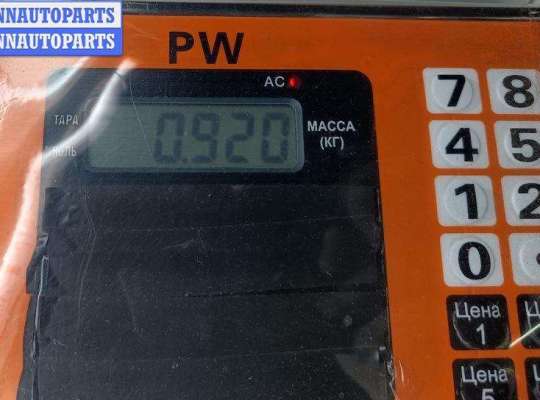 NNAUTOPARTS
NNAUTOPARTS
PW
AC
7 8
ТАРА
0.920
МАССА
(КГ)
4 5
1 2
0
Цена
1
Цена
5